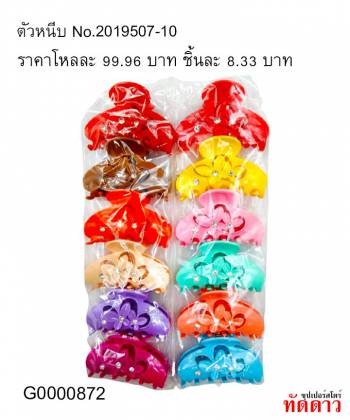 ตัวหนีบ No.2019507-10
ราคาโหลละ 99.96 บาท ชิ้นละ 8.33 บาท
G0000872
ซุปเปอร์สโตร์
ทัดดาว